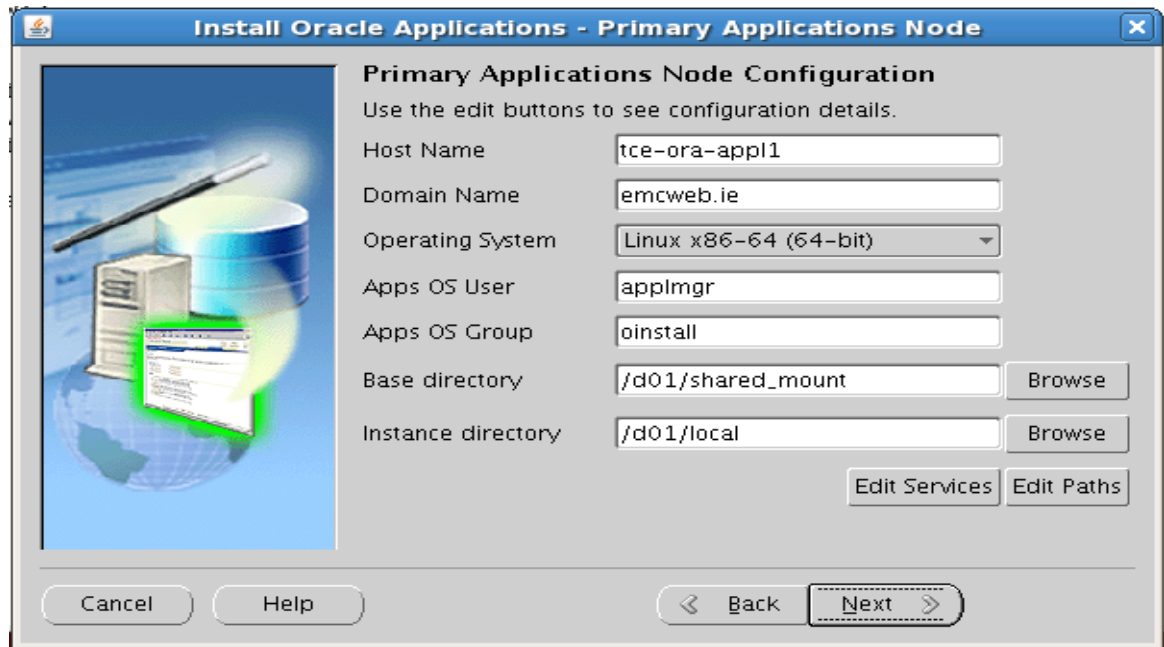 Install Oracle Applications - Primary Applications Node
Primary Applications Node Configuration
Use the edit buttons to see configuration details.
Host Name tce-ora-appl1
Domain Name emcweb.ie
Operating System Linux x86-64 (64-bit)
Apps OS User applmgr
Apps OS Group oinstall
Base directory /d01/shared_mount Browse
Instance directory /d01/local Browse
Edit Services Edit Paths
Cancel Help Back Next